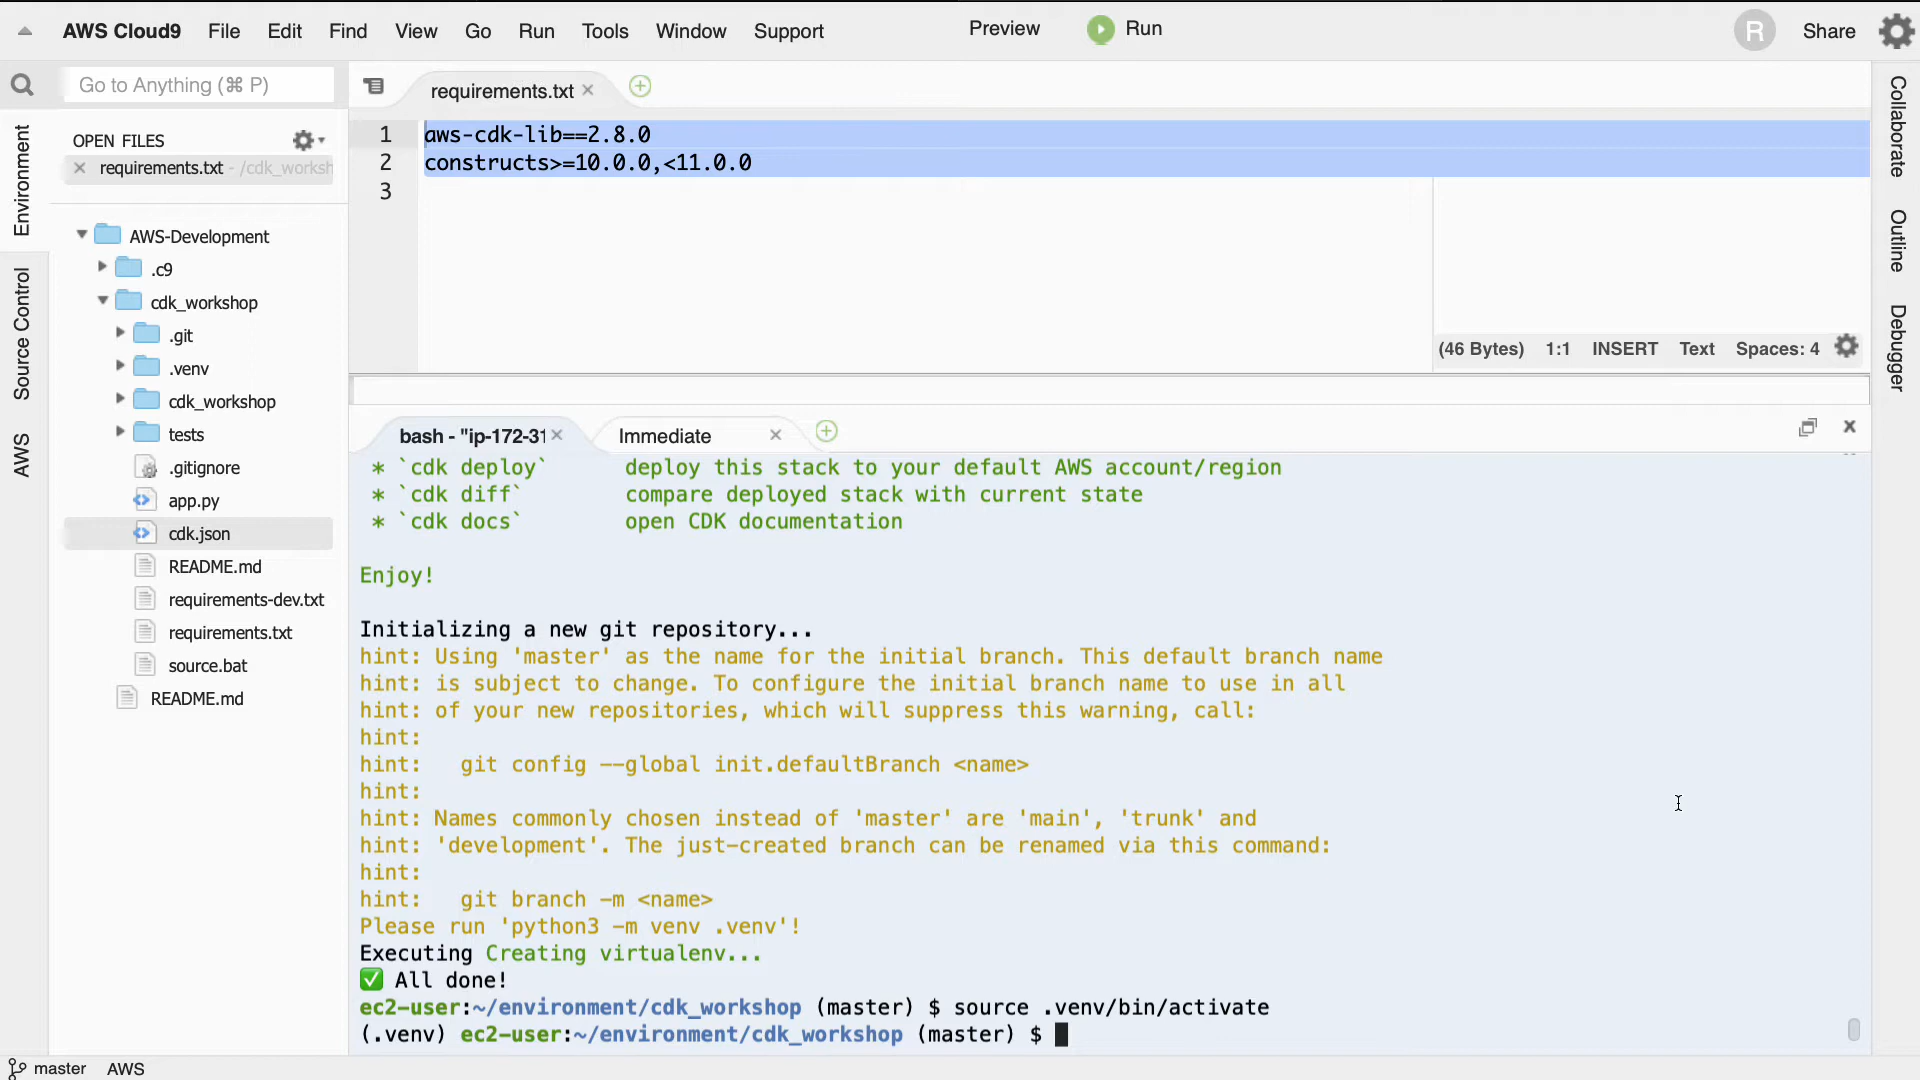 AWS Cloud9 File Edit Find View Go Run Tools Window Support Preview Run R Share
Go to Anything (⌘ P)
requirements.txt
OPEN FILES
requirements.txt - /cdk_worksh
Environment
Source Control
AWS
AWS-Development
.c9
cdk_workshop
.git
.venv
cdk_workshop
tests
.gitignore
app.py
cdk.json
README.md
requirements-dev.txt
requirements.txt
source.bat
README.md
1 aws-cdk-lib==2.8.0
2 constructs>=10.0.0,<11.0.0
3
(46 Bytes) 1:1 INSERT Text Spaces: 4
Collaborate
Outline
Debugger
bash - "ip-172-31 Immediate
* `cdk deploy` deploy this stack to your default AWS account/region
* `cdk diff` compare deployed stack with current state
* `cdk docs` open CDK documentation
Enjoy!
Initializing a new git repository...
hint: Using 'master' as the name for the initial branch. This default branch name
hint: is subject to change. To configure the initial branch name to use in all
hint: of your new repositories, which will suppress this warning, call:
hint:
hint: git config --global init.defaultBranch <name>
hint:
hint: Names commonly chosen instead of 'master' are 'main', 'trunk' and
hint: 'development'. The just-created branch can be renamed via this command:
hint:
hint: git branch -m <name>
Please run 'python3 -m venv .venv'!
Executing Creating virtualenv...
✅ All done!
ec2-user:~/environment/cdk_workshop (master) $ source .venv/bin/activate
(.venv) ec2-user:~/environment/cdk_workshop (master) $
master AWS